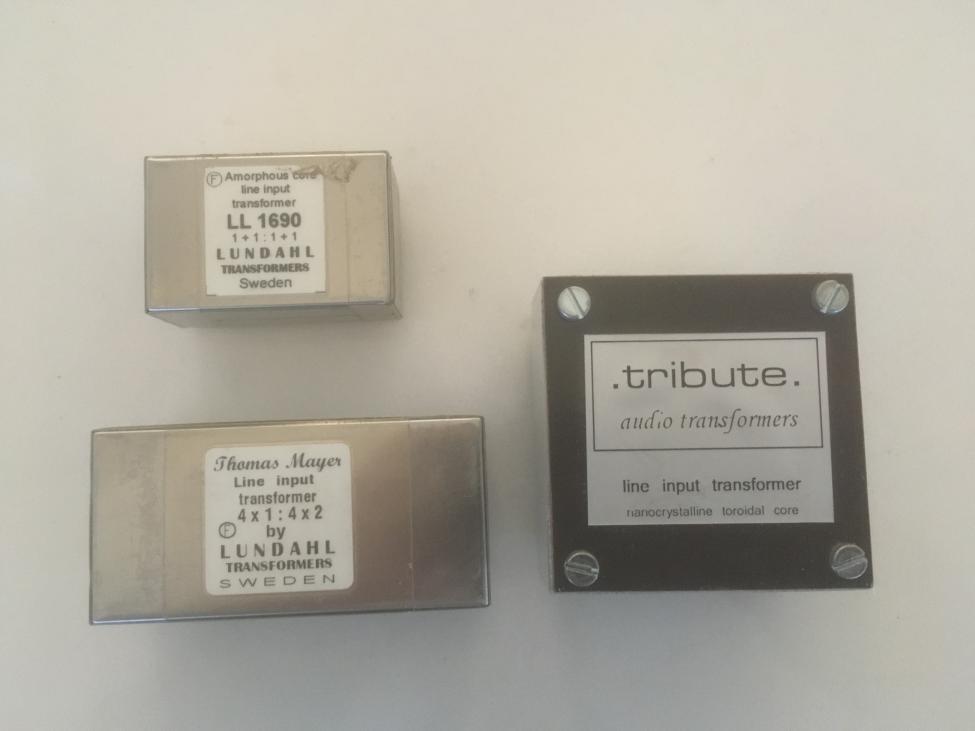 Ⓕ Amorphous core
line input
transformer
LL 1690
1+1:1+1
LUNDAHL
TRANSFORMERS
Sweden
Thomas Mayer
Line input
transformer
4 x 1 : 4 x 2
Ⓕ by
LUNDAHL
TRANSFORMERS
SWEDEN
.tribute.
audio transformers
line input transformer
nanocrystalline toroidal core